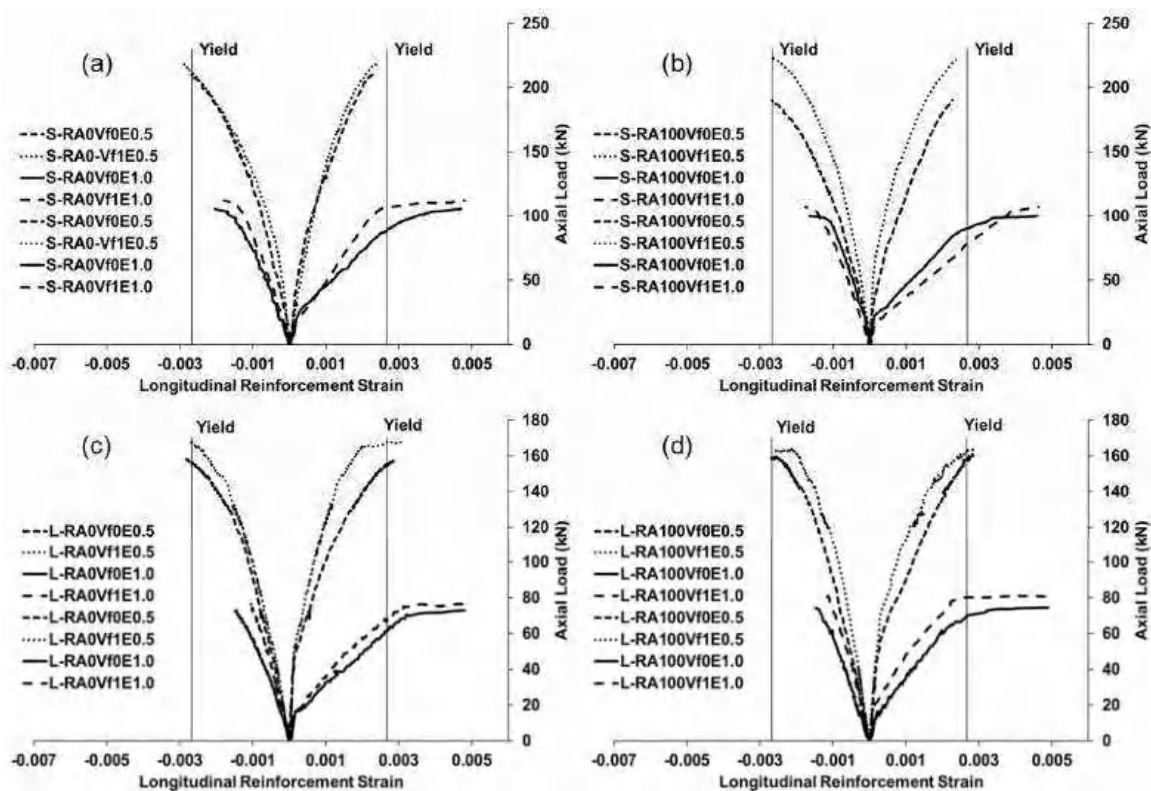 (a)
Yield
Yield
250
200
150
100
50
0
Axial Load (kN)
S-RA0Vf0E0.5
S-RA0-Vf1E0.5
S-RA0Vf0E1.0
S-RA0Vf1E1.0
S-RA0Vf0E0.5
S-RA0-Vf1E0.5
S-RA0Vf0E1.0
S-RA0Vf1E1.0
-0.007 -0.005 -0.003 -0.001 0.001 0.003 0.005
Longitudinal Reinforcement Strain
(b)
Yield
Yield
250
200
150
100
50
0
Axial Load (kN)
S-RA100Vf0E0.5
S-RA100Vf1E0.5
S-RA100Vf0E1.0
S-RA100Vf1E1.0
S-RA100Vf0E0.5
S-RA100Vf1E0.5
S-RA100Vf0E1.0
S-RA100Vf1E1.0
-0.007 -0.005 -0.003 -0.001 0.001 0.003 0.005
Longitudinal Reinforcement Strain
(c)
Yield
Yield
180
160
140
120
100
80
60
40
20
0
Axial Load (kN)
L-RA0Vf0E0.5
L-RA0Vf1E0.5
L-RA0Vf0E1.0
L-RA0Vf1E1.0
L-RA0Vf0E0.5
L-RA0Vf1E0.5
L-RA0Vf0E1.0
L-RA0Vf1E1.0
-0.007 -0.005 -0.003 -0.001 0.001 0.003 0.005
Longitudinal Reinforcement Strain
(d)
Yield
Yield
180
160
140
120
100
80
60
40
20
0
Axial Load (kN)
L-RA100Vf0E0.5
L-RA100Vf1E0.5
L-RA100Vf0E1.0
L-RA100Vf1E1.0
L-RA100Vf0E0.5
L-RA100Vf1E0.5
L-RA100Vf0E1.0
L-RA100Vf1E1.0
-0.007 -0.005 -0.003 -0.001 0.001 0.003 0.005
Longitudinal Reinforcement Strain